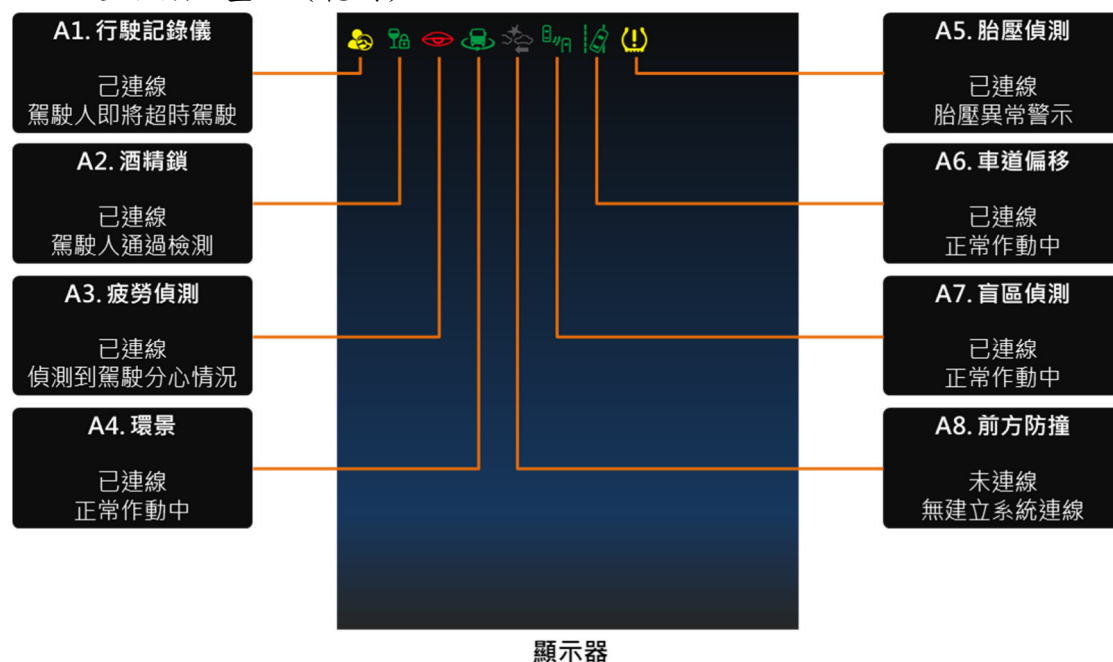 A1. 行駛記錄儀
己連線
駕駛人即將超時駕駛
A2. 酒精鎖
已連線
駕駛人通過檢測
A3. 疲勞偵測
已連線
偵測到駕駛分心情況
A4. 環景
已連線
正常作動中
A5. 胎壓偵測
已連線
胎壓異常警示
A6. 車道偏移
已連線
正常作動中
A7. 盲區偵測
已連線
正常作動中
A8. 前方防撞
未連線
無建立系統連線
顯示器